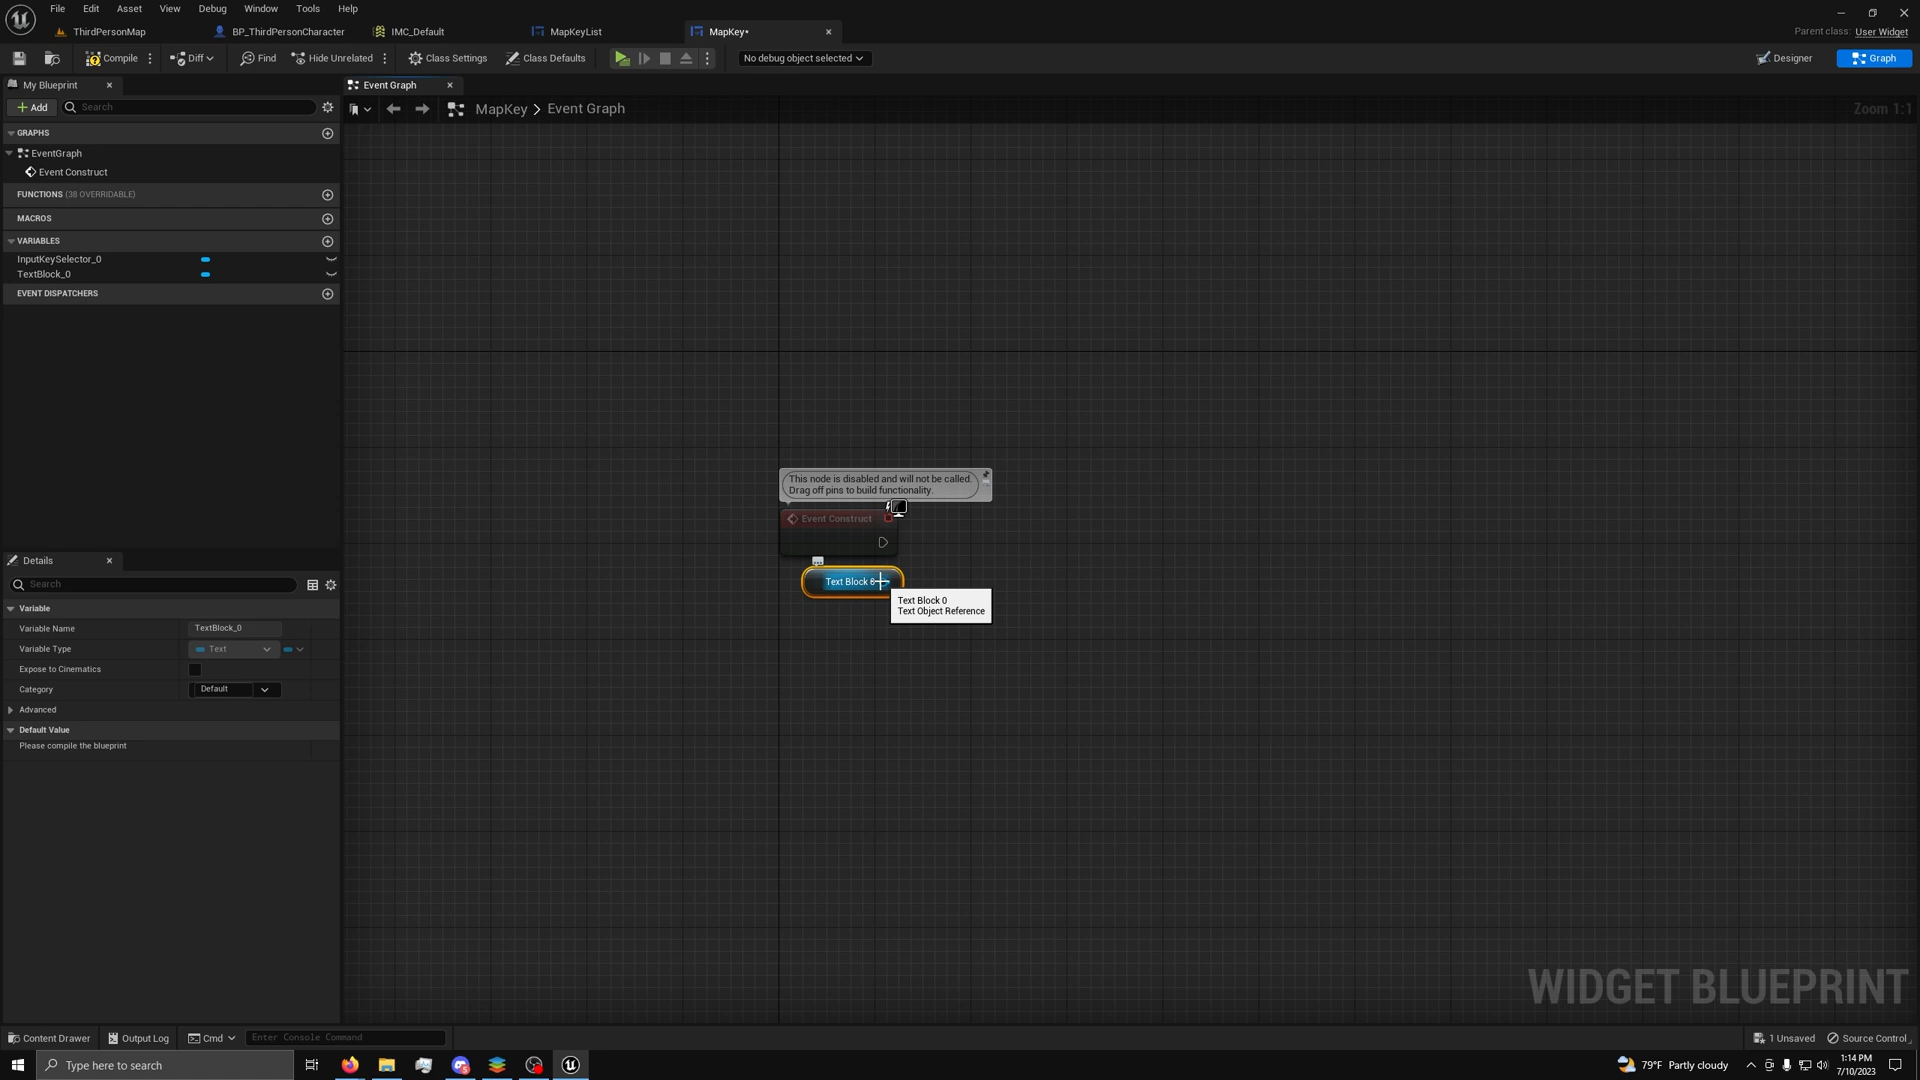 File Edit Asset View Debug Window Tools Help
ThirdPersonMap BP_ThirdPersonCharacter IMC_Default MapKeyList MapKey•
Parent class: User Widget
Compile Diff Find Hide Unrelated Class Settings Class Defaults No debug object selected Designer Graph
My Blueprint
Event Graph
+ Add Search
MapKey > Event Graph
Zoom 1:1
GRAPHS
EventGraph
Event Construct
FUNCTIONS (38 OVERRIDABLE)
MACROS
VARIABLES
InputKeySelector_0
TextBlock_0
EVENT DISPATCHERS
This node is disabled and will not be called.
Drag off pins to build functionality.
Event Construct
Text Block
Text Block 0
Text Object Reference
Details
Search
Variable
Variable Name TextBlock_0
Variable Type Text
Expose to Cinematics
Category Default
Advanced
Default Value
Please compile the blueprint
WIDGET BLUEPRINT
Content Drawer Output Log Cmd Enter Console Command 1 Unsaved Source Control
Type here to search
79°F Partly cloudy
1:14 PM
7/10/2023